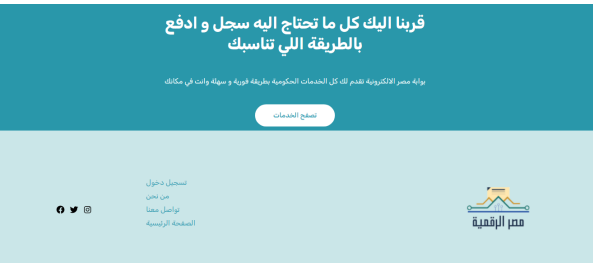 قربنا اليك كل ما تحتاج اليه سجل و ادفع
بالطريقة اللي تناسبك
بوابة مصر الالكترونية تقدم لك كل الخدمات الحكومية بطريقة فورية و سهلة وانت في مكانك
تصفح الخدمات
تسجيل دخول
من نحن
تواصل معنا
الصفحة الرئيسية
مصر الرقمية